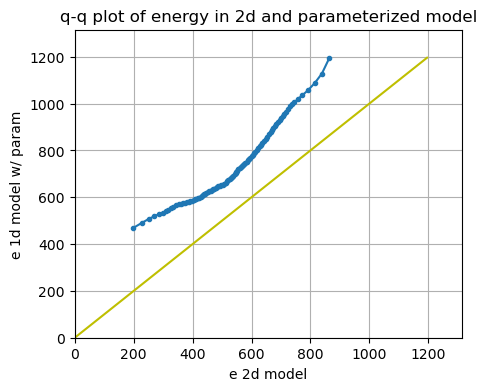 q-q plot of energy in 2d and parameterized model
e 1d model w/ param
1200
1000
800
600
400
200
0
0 200 400 600 800 1000 1200
e 2d model